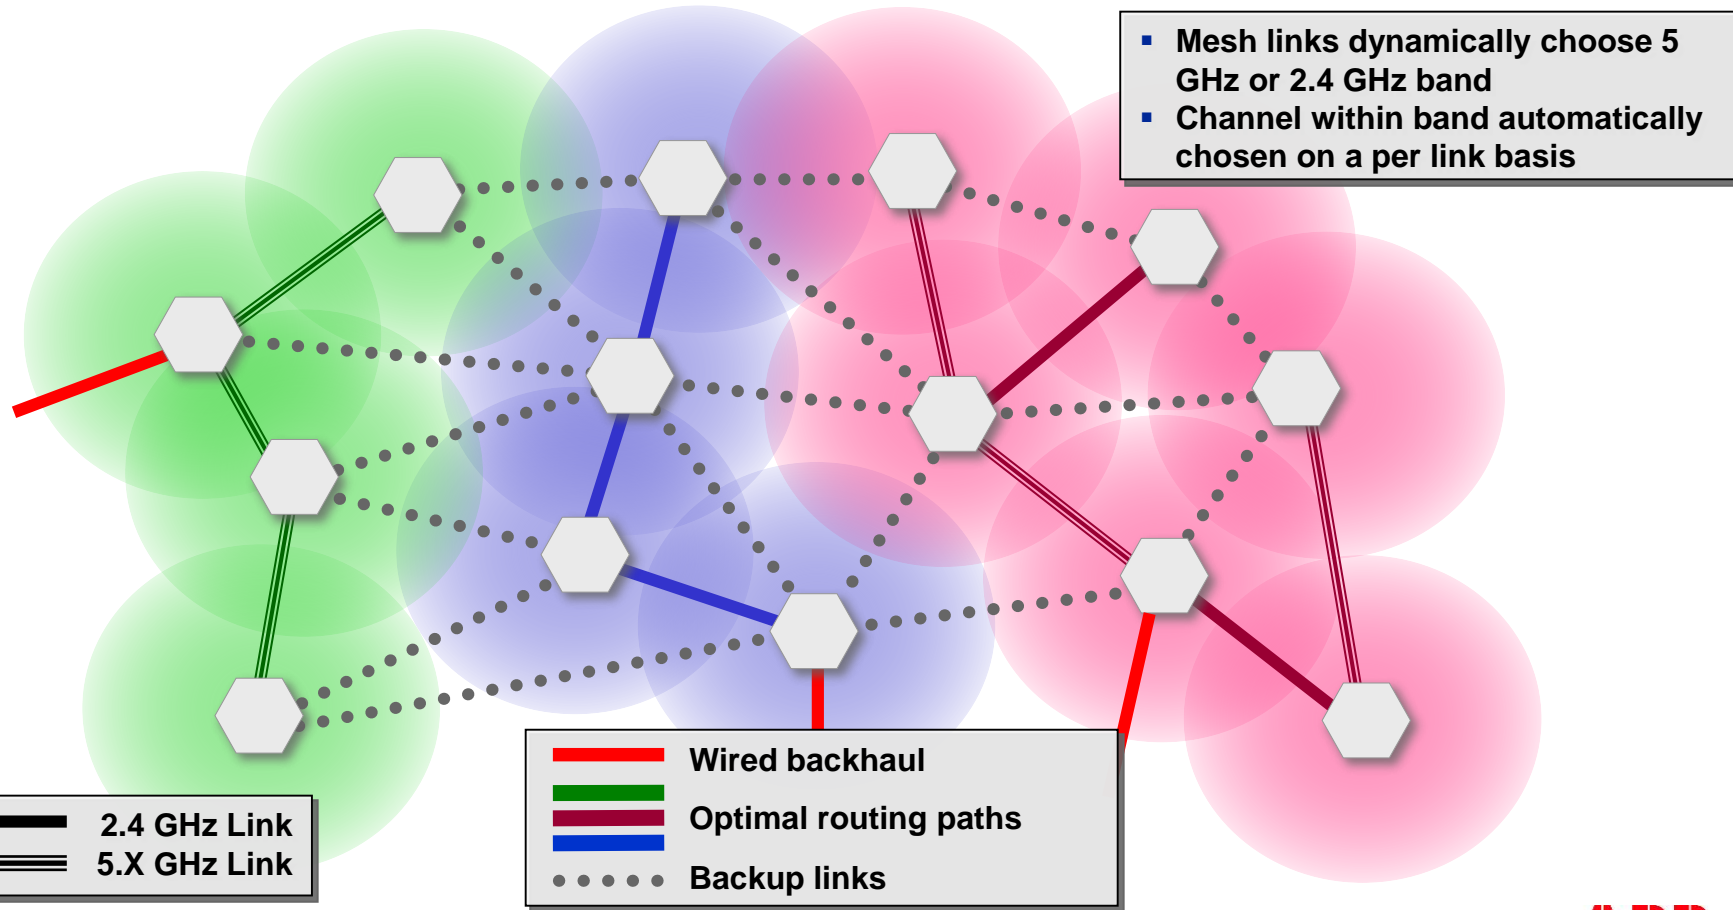 Mesh links dynamically choose 5
GHz or 2.4 GHz band
Channel within band automatically
chosen on a per link basis
Wired backhaul
Optimal routing paths
Backup links
2.4 GHz Link
5.X GHz Link